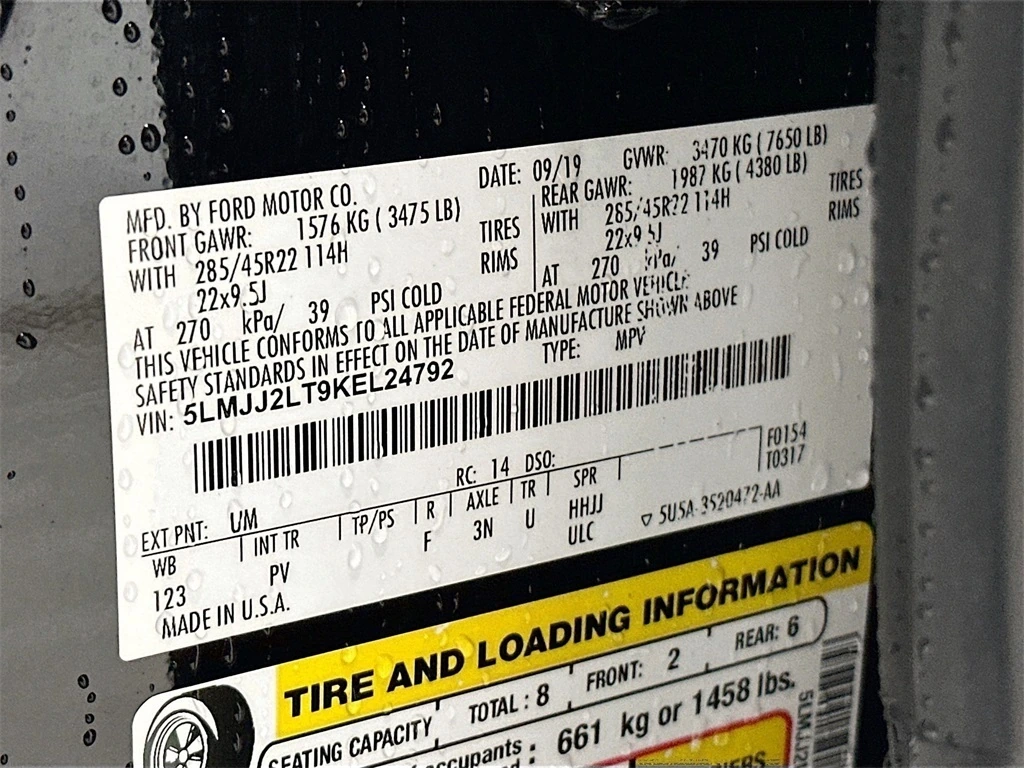 MFD. BY FORD MOTOR CO.
DATE: 09/19 GVWR: 3470 KG ( 7650 LB)
FRONT GAWR: 1576 KG ( 3475 LB)
WITH 285/45R22 114H TIRES
22x9.5J RIMS
AT 270 kPa/ 39 PSI COLD
REAR GAWR: 1987 KG ( 4380 LB)
WITH 285/45R22 114H TIRES
22x9.5J RIMS
AT 270 kPa/ 39 PSI COLD
THIS VEHICLE CONFORMS TO ALL APPLICABLE FEDERAL MOTOR VEHICLE
SAFETY STANDARDS IN EFFECT ON THE DATE OF MANUFACTURE SHOWN ABOVE
VIN: 5LMJJ2LT9KEL24792
TYPE: MPV
F0154
T0317
EXT PNT: UM RC: 14 DSO:
WB INT TR TP/PS R AXLE TR SPR
123 PV F 3N U HHJJ
ULC
▽ 5U5A-3520472-AA
MADE IN U.S.A.
TIRE AND LOADING INFORMATION
SEATING CAPACITY TOTAL : 8 FRONT: 2 REAR: 6
661 kg or 1458 lbs.